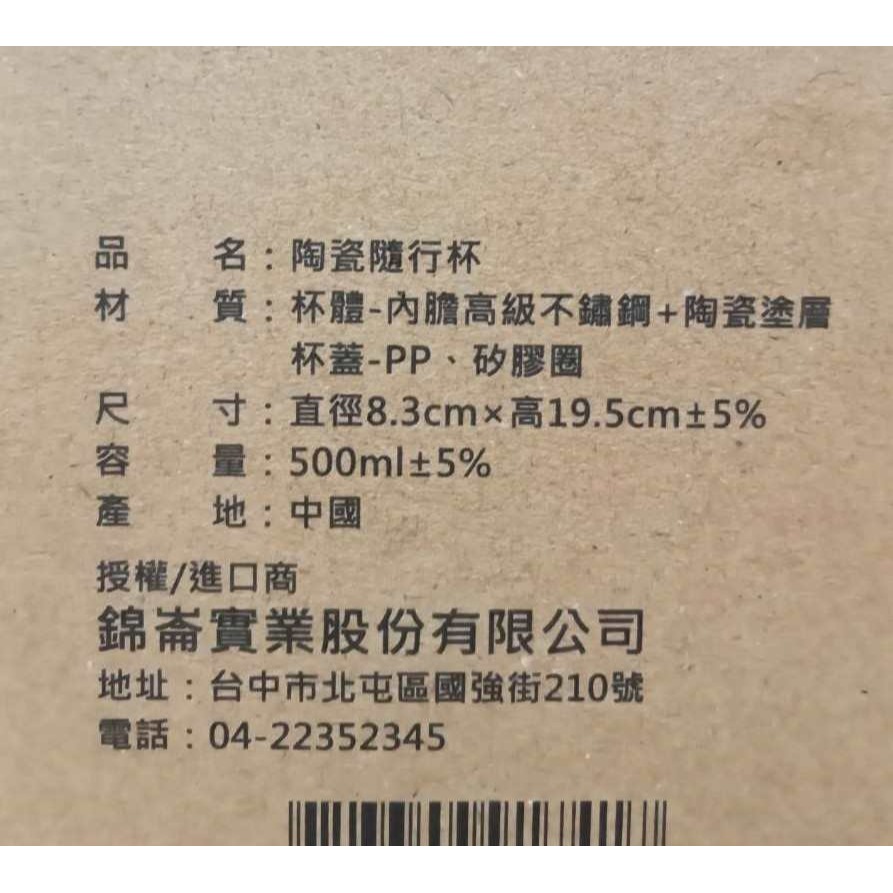 品　　名：陶瓷隨行杯
材　　質：杯體-內膽高級不鏽鋼+陶瓷塗層
杯蓋-PP、矽膠圈
尺　　寸：直徑8.3cm×高19.5cm±5%
容　　量：500ml±5%
產　　地：中國
授權/進口商
錦崙實業股份有限公司
地址：台中市北屯區國強街210號
電話：04-22352345